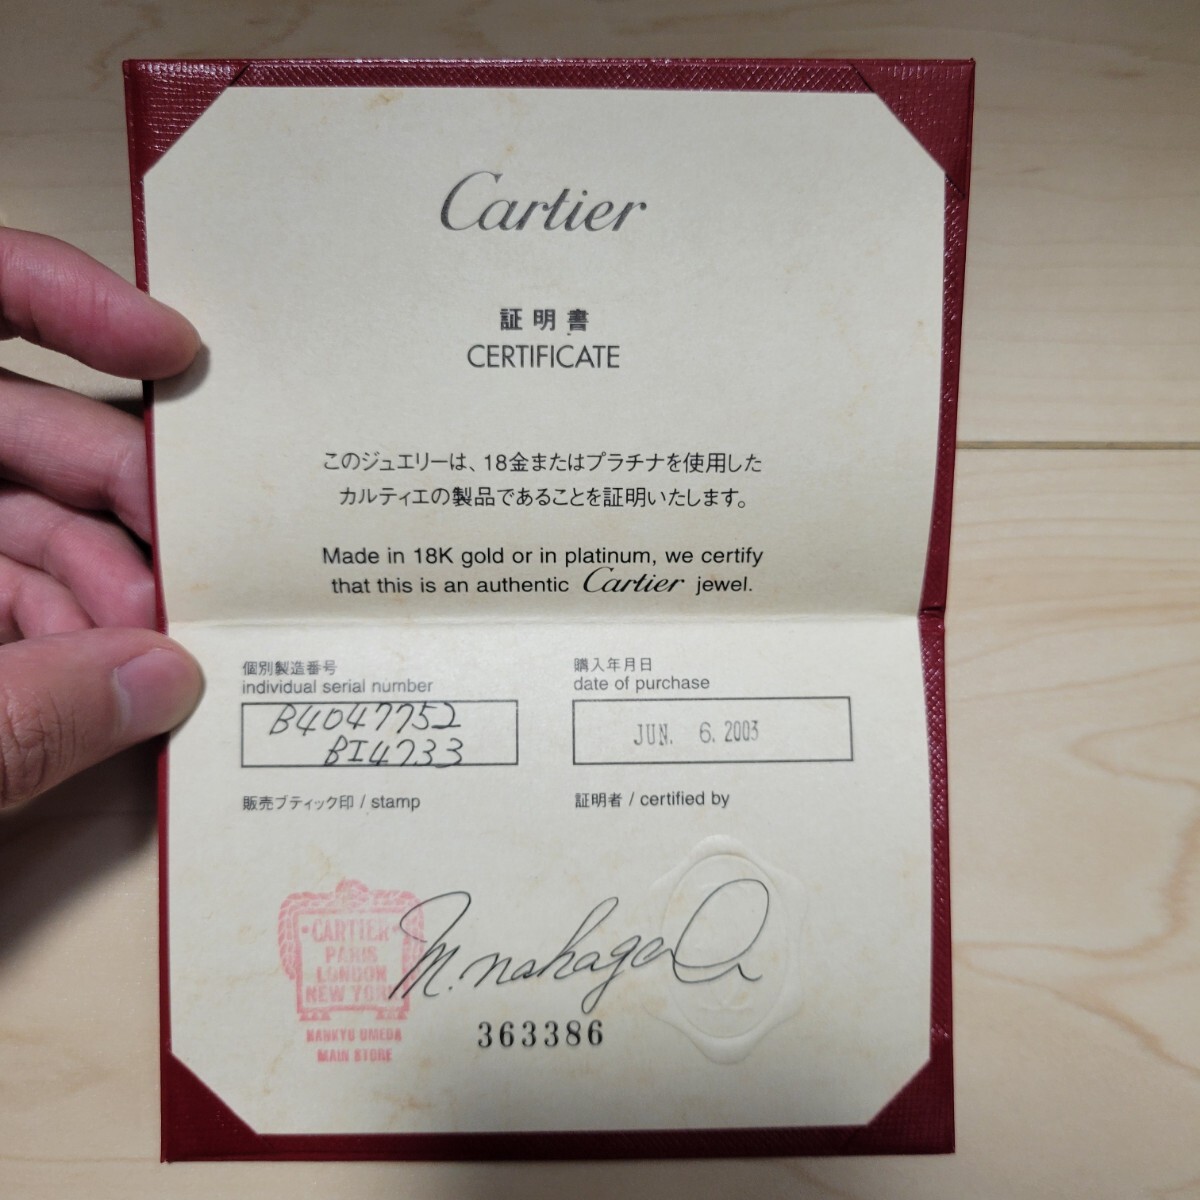 Cartier
証明書
CERTIFICATE
このジュエリーは、18金またはプラチナを使用した
カルティエの製品であることを証明いたします。
Made in 18K gold or in platinum, we certify
that this is an authentic Cartier jewel.
個別製造番号
individual serial number
B4047752
BI4733
購入年月日
date of purchase
JUN. 6. 2003
販売ブティック印 / stamp
証明者 / certified by
CARTIER
PARIS
LONDON
NEW YORK
HANKYU UMEDA
MAIN STORE
363386